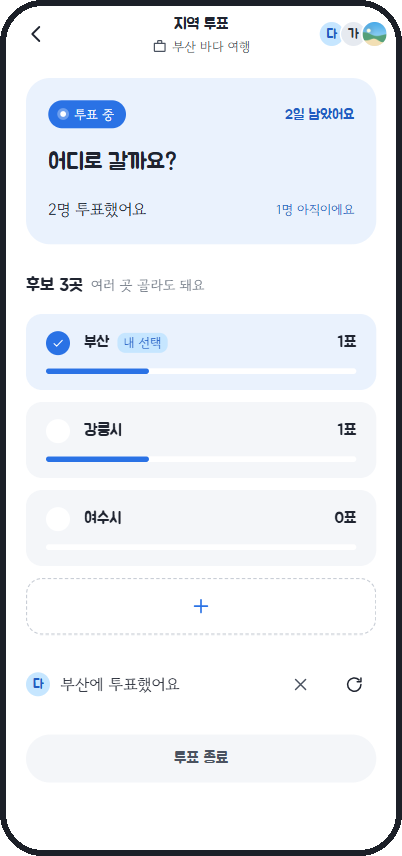 지역 투표
부산 바다 여행
다 가
투표 중
2일 남았어요
어디로 갈까요?
2명 투표했어요
1명 아직이에요
후보 3곳 여러 곳 골라도 돼요
부산 내 선택 1표
강릉시 1표
여수시 0표
다 부산에 투표했어요
투표 종료